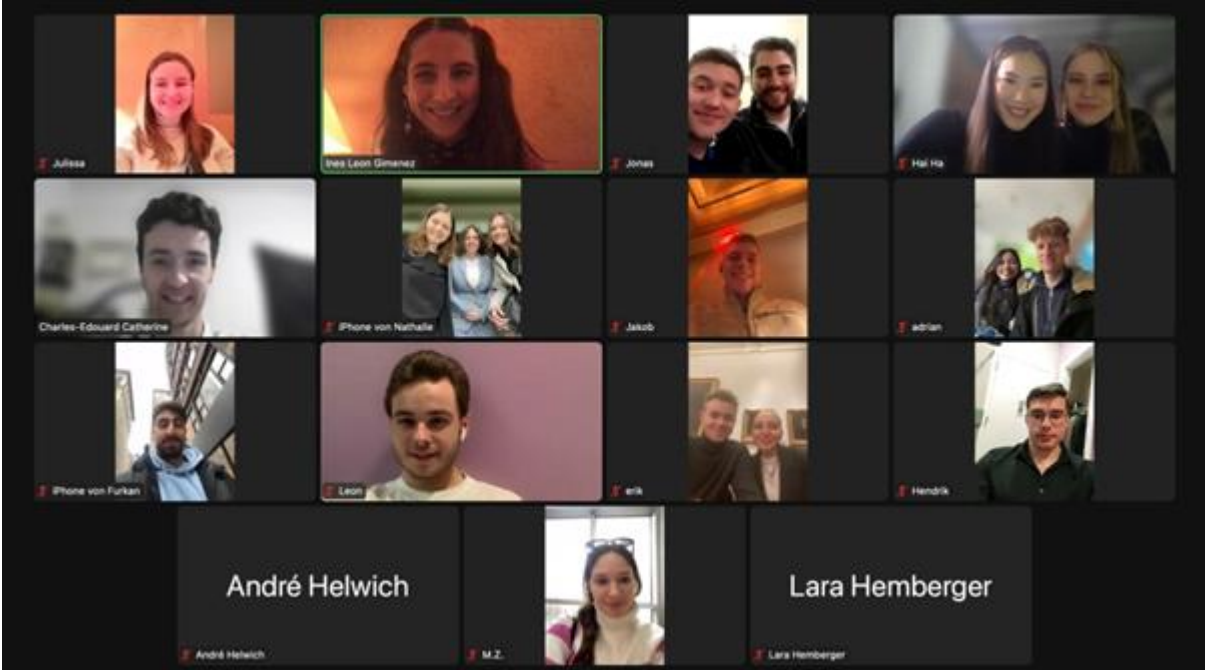 Julissa
Ines Leon Gimenez
Jonas
Hai Ha
Charles-Edouard Catherine
iPhone von Nathalie
Jakob
adrian
iPhone von Furkan
Leon
erik
Hendrik
André Helwich
Lara Hemberger
André Helwich
M.Z.
Lara Hemberger